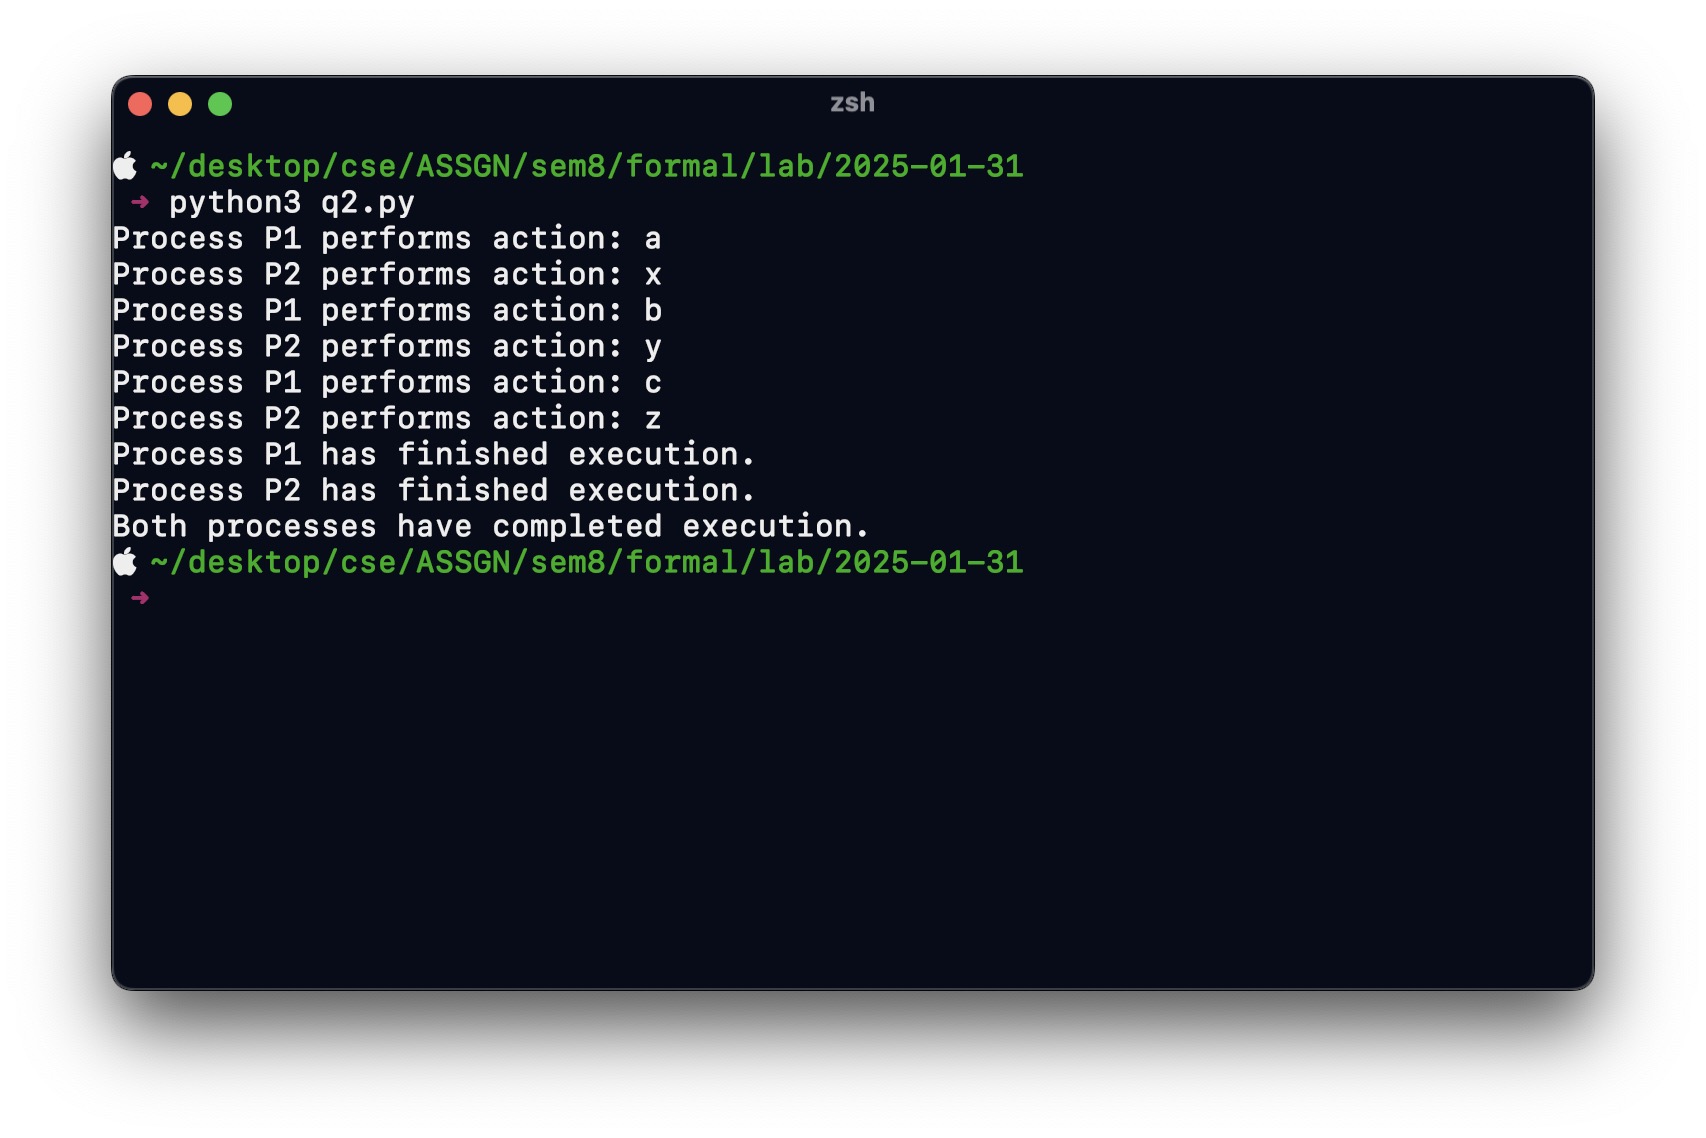 zsh
~/desktop/cse/ASSGN/sem8/formal/lab/2025-01-31
➜ python3 q2.py
Process P1 performs action: a
Process P2 performs action: x
Process P1 performs action: b
Process P2 performs action: y
Process P1 performs action: c
Process P2 performs action: z
Process P1 has finished execution.
Process P2 has finished execution.
Both processes have completed execution.
~/desktop/cse/ASSGN/sem8/formal/lab/2025-01-31
➜